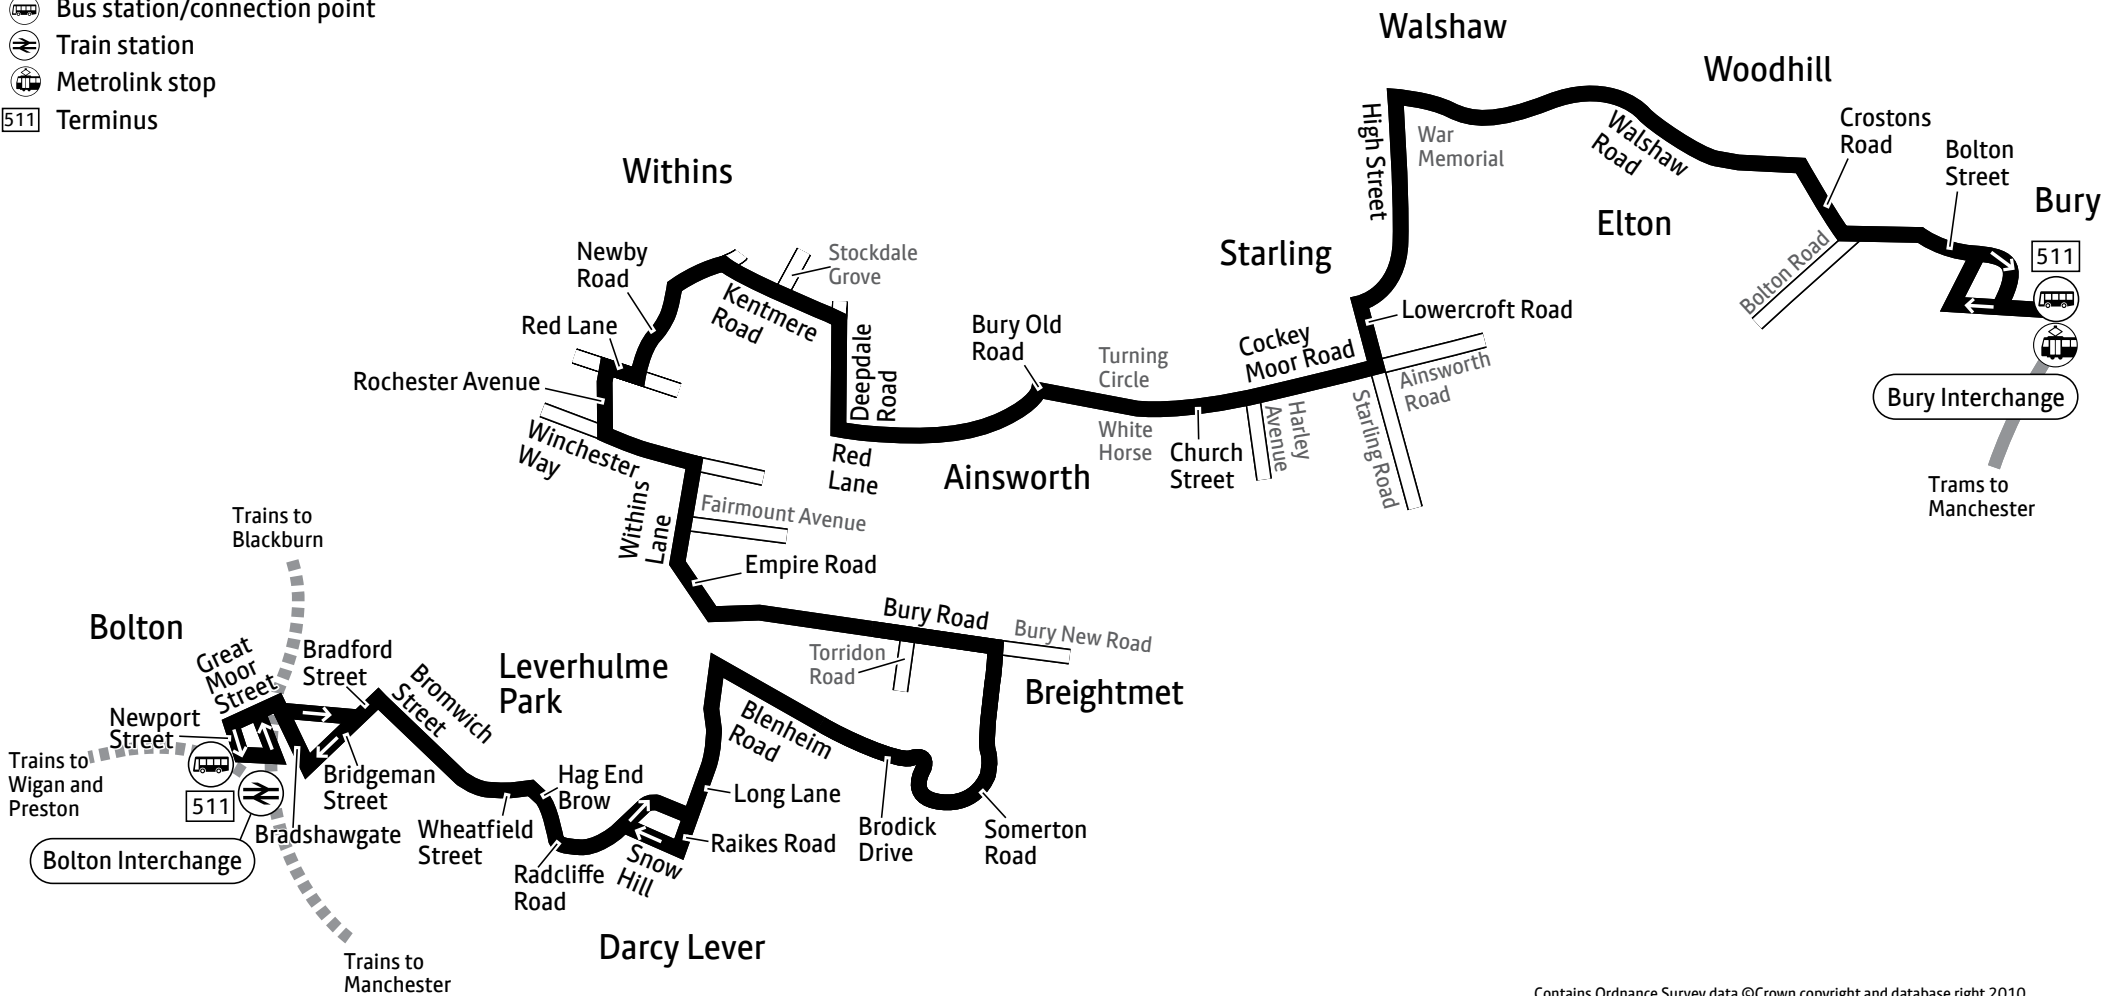 Bus station/connection point
Train station
Metrolink stop
511 Terminus
Walshaw
Woodhill
Crostons
Road
Bolton
Street
Bury
511
High Street
War
Memorial
Walshaw
Road
Elton
Withins
Starling
Newby
Road
Stockdale
Grove
Kentmere
Road
Bolton Road
Red Lane
Deepdale
Road
Bury Old
Road
Turning
Circle
Cockey
Moor Road
Lowercroft Road
Rochester Avenue
Ainsworth
Road
Bury Interchange
Winchester
Way
Red
Lane
Ainsworth
White
Horse
Church
Street
Harley
Avenue
Starling Road
Trams to
Manchester
Withins
Lane
Fairmount Avenue
Trains to
Blackburn
Empire Road
Bury Road
Bury New Road
Torridon
Road
Breightmet
Bolton
Great
Moor
Street
Bradford
Street
Bromwich
Street
Leverhulme
Park
Newport
Street
Blenheim
Road
Trains to
Wigan and
Preston
511
Bridgeman
Street
Hag End
Brow
Long Lane
Bradshawgate
Wheatfield
Street
Raikes Road
Brodick
Drive
Somerton
Road
Bolton Interchange
Radcliffe
Road
Snow
Hill
Darcy Lever
Trains to
Manchester
Contains Ordnance Survey data ©Crown copyright and database right 2010